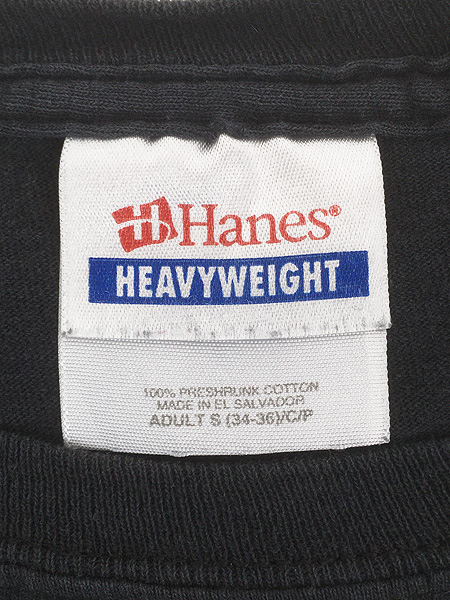 H Hanes®
HEAVYWEIGHT
100% PRESHRUNK COTTON
MADE IN EL SALVADOR
ADULT S (34-36)/C/P